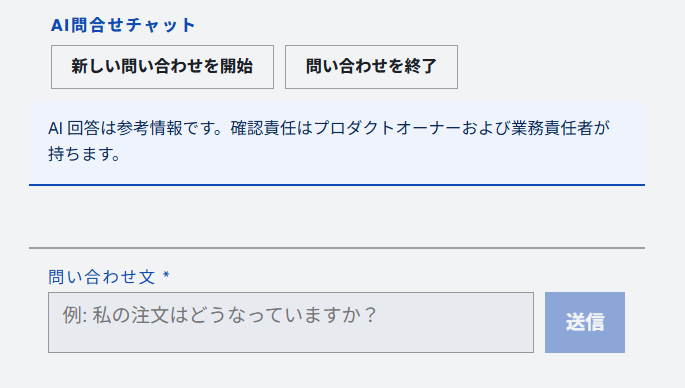 AI問合せチャット
新しい問い合わせを開始 問い合わせを終了
AI 回答は参考情報です。確認責任はプロダクトオーナーおよび業務責任者が
持ちます。
問い合わせ文 *
例: 私の注文はどうなっていますか？ 送信